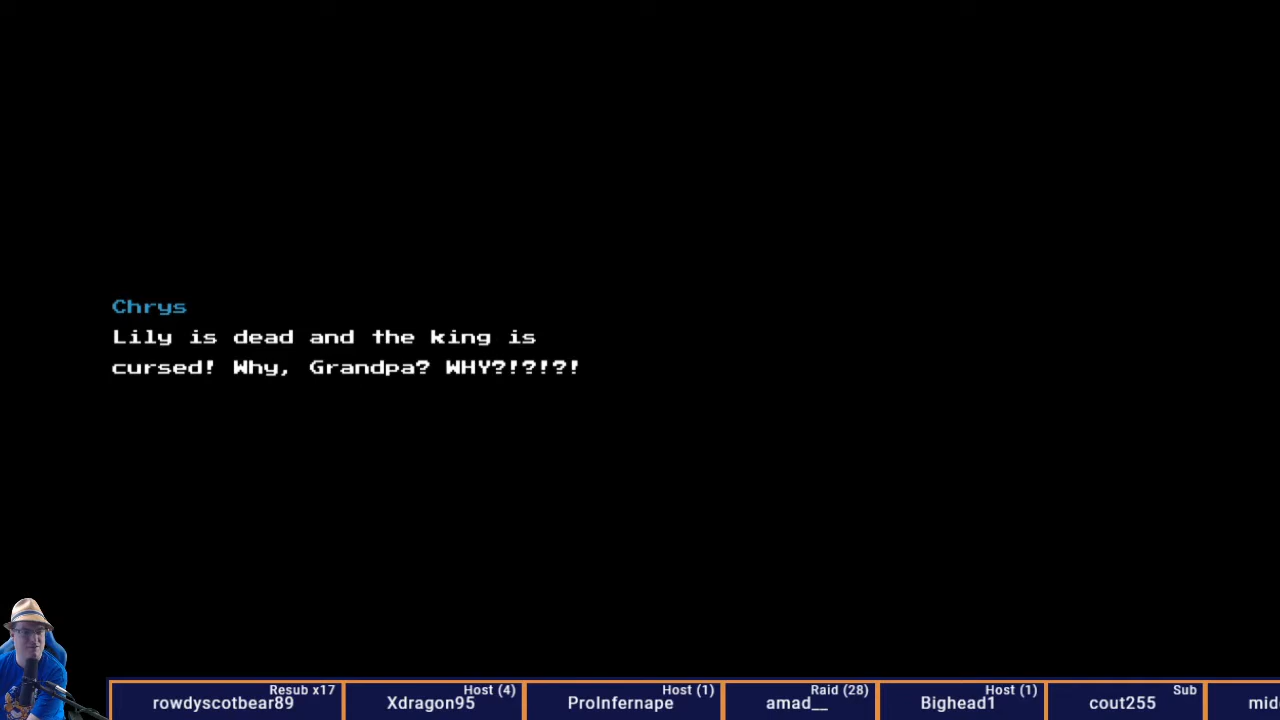 Chrys
Lily is dead and the king is
cursed! Why, Grandpa? WHY?!?!?!
Resub x17
rowdyscotbear89
Host (4)
Xdragon95
Host (1)
ProInfernape
Raid (28)
amad__
Host (1)
Bighead1
Sub
cout255
mid